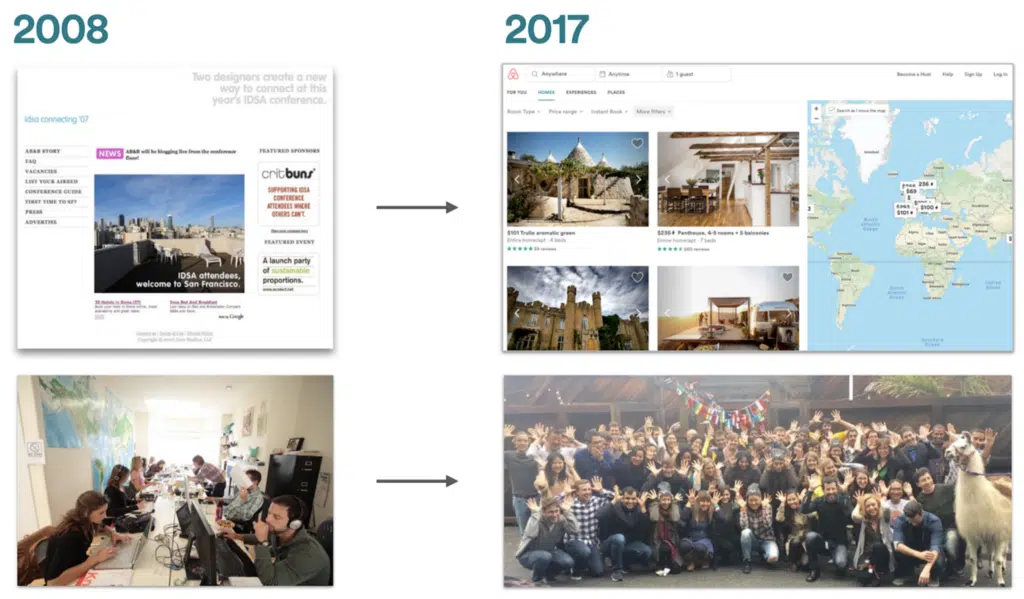 2008
2017
Two designers create a new
way to connect at this
year's IDSA conference.
idsa connecting '07
AB&B STORY
FAQ
VACANCIES
LIST YOUR AIRBED
CONFERENCE GUIDE
FIRST TIME TO SF?
PRESS
ADVERTISE
NEWS AB&B will be blogging live from the conference
floor!
IDSA attendees,
welcome to San Francisco.
FEATURED SPONSORS
critbuns
SUPPORTING IDSA
CONFERENCE
ATTENDEES WHERE
OTHERS CAN'T.
FEATURED EVENT
A launch party
of sustainable
proportions.
Ads by Google
Anywhere
Anytime
1 guest
Become a Host
Help
Sign Up
Log In
FOR YOU
HOMES
EXPERIENCES
PLACES
Room Type
Price range
Instant Book
More filters
$101 Trullo aromatic green
Entire home/apt · 4 beds
$236 Penthouse, 4-5 rooms + 5 balconies
Entire home/apt · 7 beds
Search as I move the map
+
−
$69
236
$101
$100